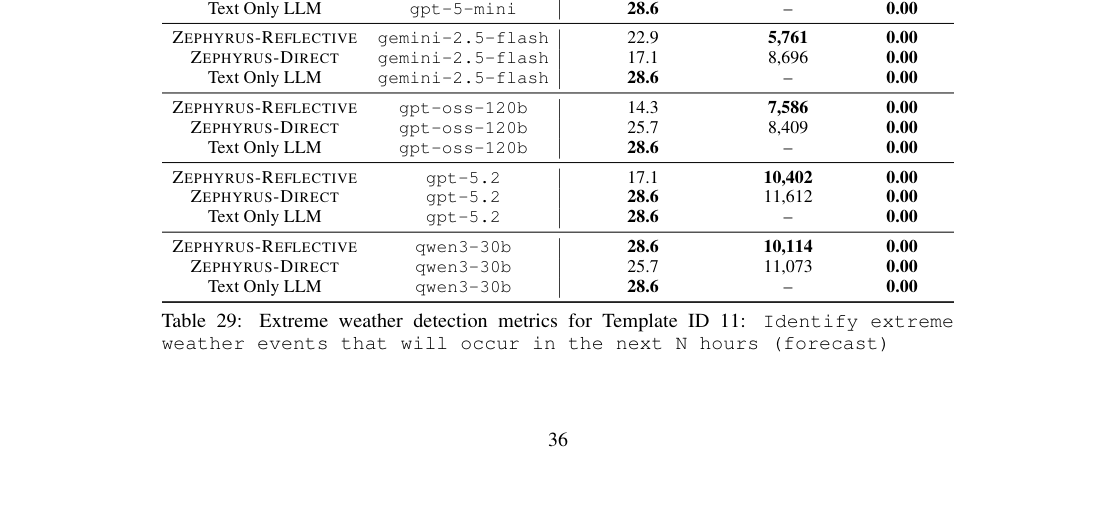 Text Only LLM gpt-5-mini 28.6 – 0.00
ZEPHYRUS-REFLECTIVE gemini-2.5-flash 22.9 5,761 0.00
ZEPHYRUS-DIRECT gemini-2.5-flash 17.1 8,696 0.00
Text Only LLM gemini-2.5-flash 28.6 – 0.00
ZEPHYRUS-REFLECTIVE gpt-oss-120b 14.3 7,586 0.00
ZEPHYRUS-DIRECT gpt-oss-120b 25.7 8,409 0.00
Text Only LLM gpt-oss-120b 28.6 – 0.00
ZEPHYRUS-REFLECTIVE gpt-5.2 17.1 10,402 0.00
ZEPHYRUS-DIRECT gpt-5.2 28.6 11,612 0.00
Text Only LLM gpt-5.2 28.6 – 0.00
ZEPHYRUS-REFLECTIVE qwen3-30b 28.6 10,114 0.00
ZEPHYRUS-DIRECT qwen3-30b 25.7 11,073 0.00
Text Only LLM qwen3-30b 28.6 – 0.00
Table 29: Extreme weather detection metrics for Template ID 11: Identify extreme
weather events that will occur in the next N hours (forecast)
36